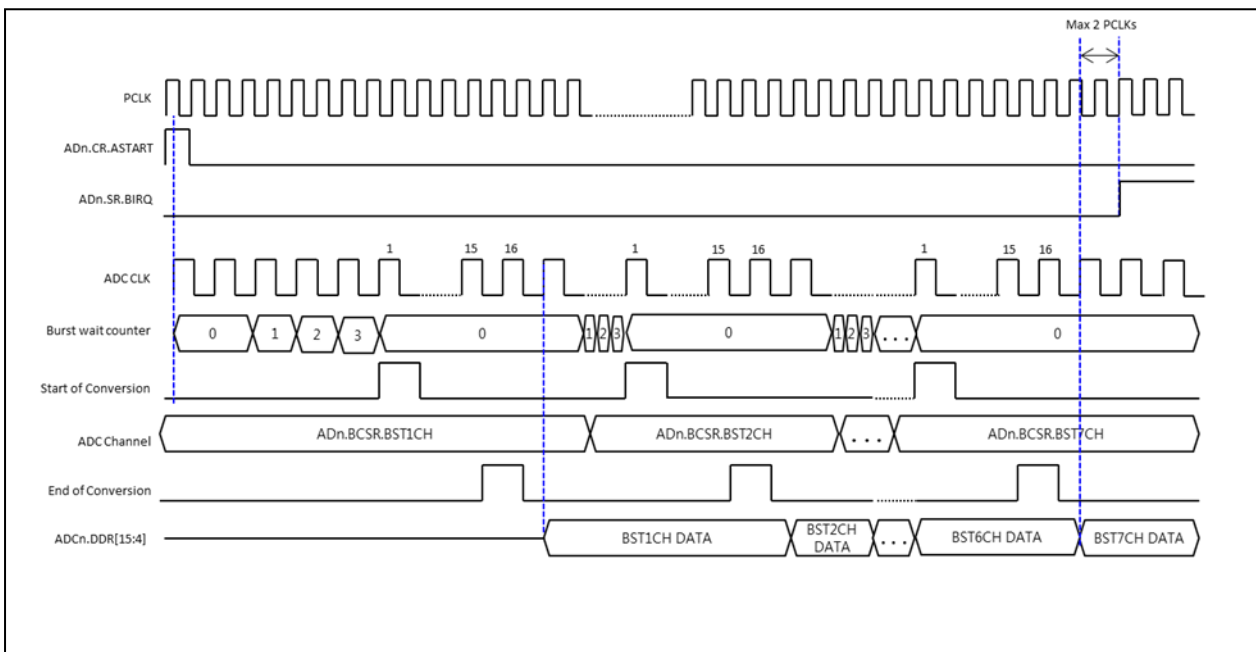 Max 2 PCLKs
PCLK
ADn.CR.ASTART
ADn.SR.BIRQ
1 15 16 1 15 16 1 15 16
ADC CLK
Burst wait counter 0 1 2 3 0 1 2 3 0 1 2 3 ... 0
Start of Conversion
ADC Channel ADn.BCSR.BST1CH ADn.BCSR.BST2CH ... ADn.BCSR.BST7CH
End of Conversion
ADCn.DDR[15:4] BST1CH DATA BST2CH DATA ... BST6CH DATA BST7CH DATA